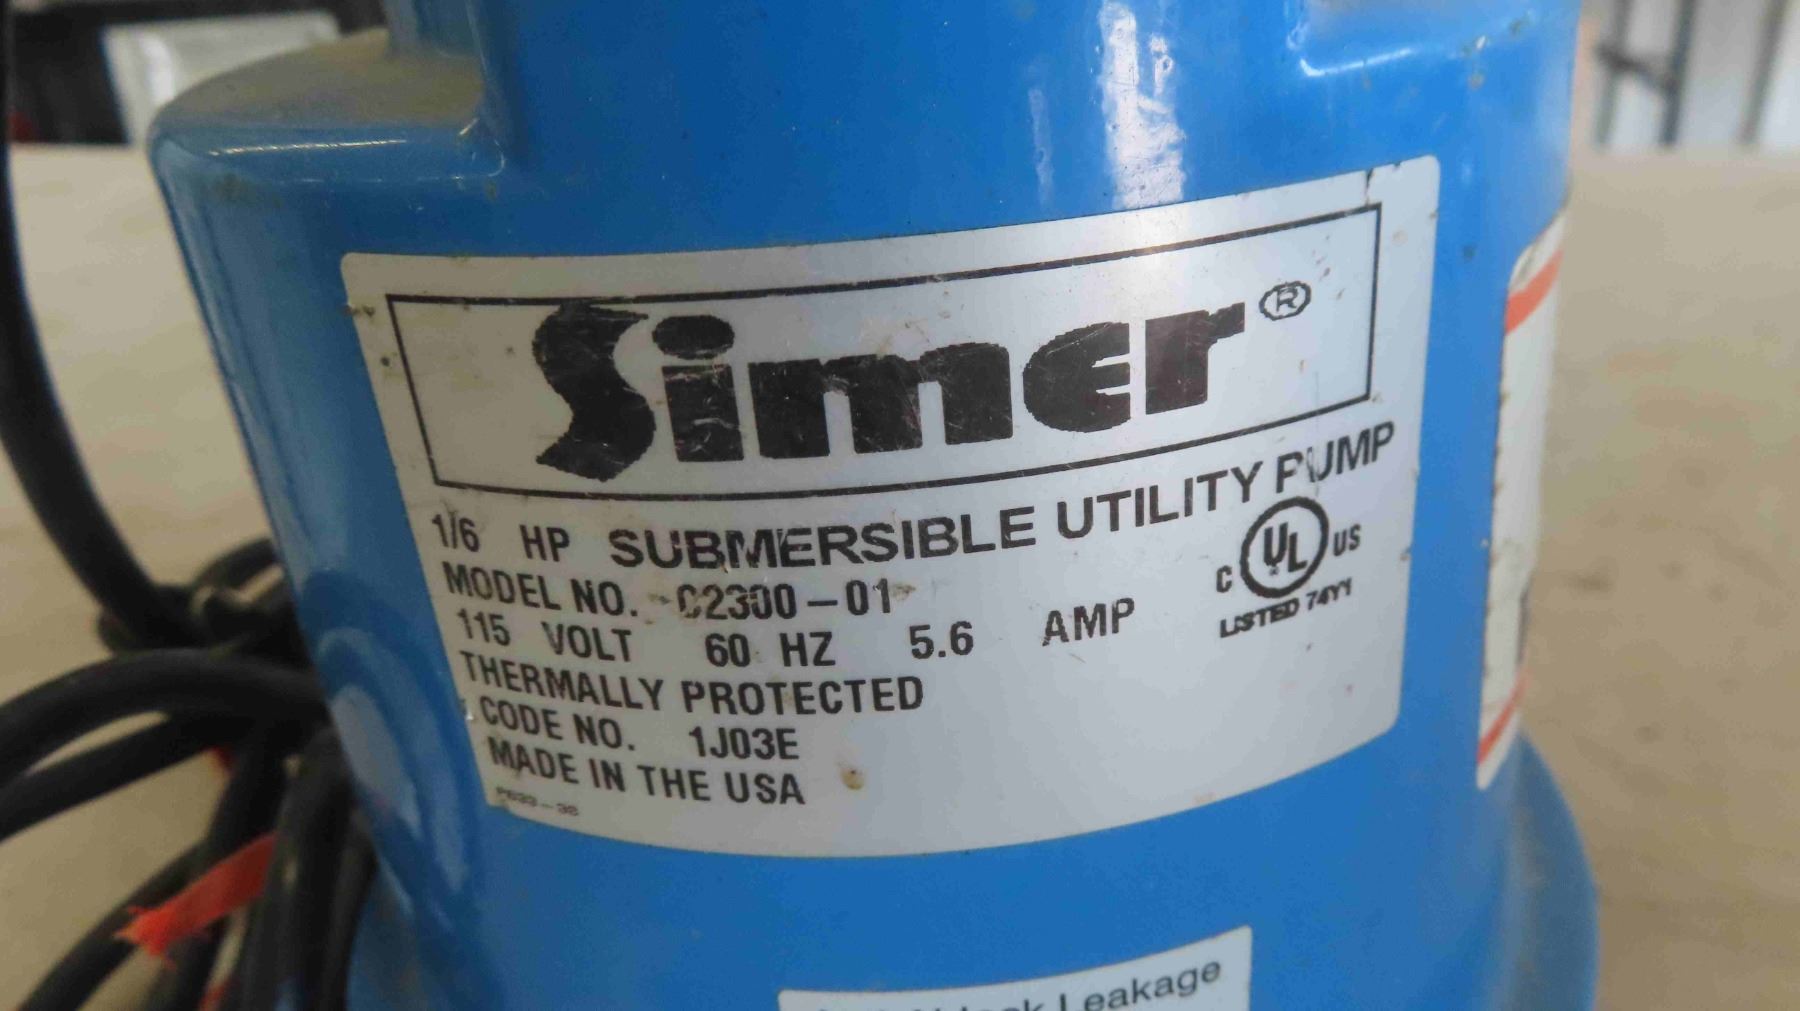 Simer®
1/6 HP SUBMERSIBLE UTILITY PUMP
MODEL NO. C2300-01
115 VOLT 60 HZ 5.6 AMP
THERMALLY PROTECTED
CODE NO. 1J03E
MADE IN THE USA
C UL US
LISTED 74Y1
Leakage